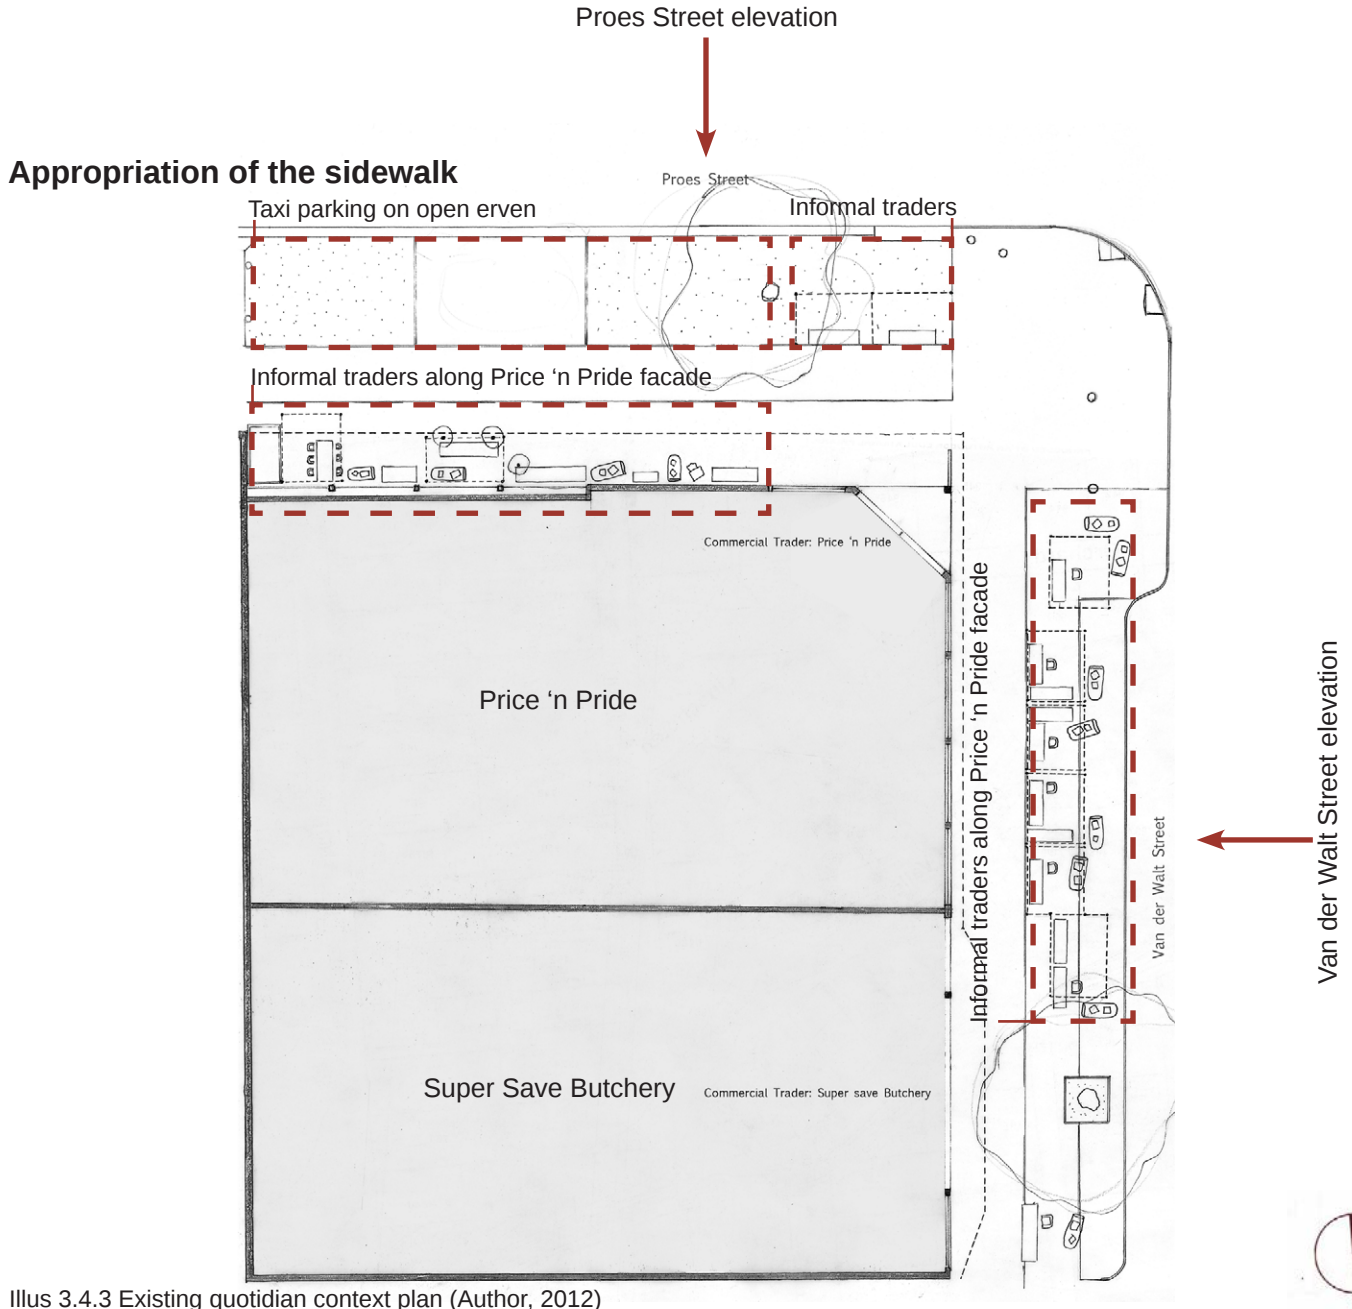 Proes Street elevation
Appropriation of the sidewalk
Proes Street
Taxi parking on open erven
Informal traders
Informal traders along Price ‘n Pride facade
Commercial Trader: Price 'n Pride
Informal traders along Price ‘n Pride facade
Price ‘n Pride
Van der Walt Street
Van der Walt Street elevation
Super Save Butchery
Commercial Trader: Super save Butchery
Illus 3.4.3 Existing quotidian context plan (Author, 2012)